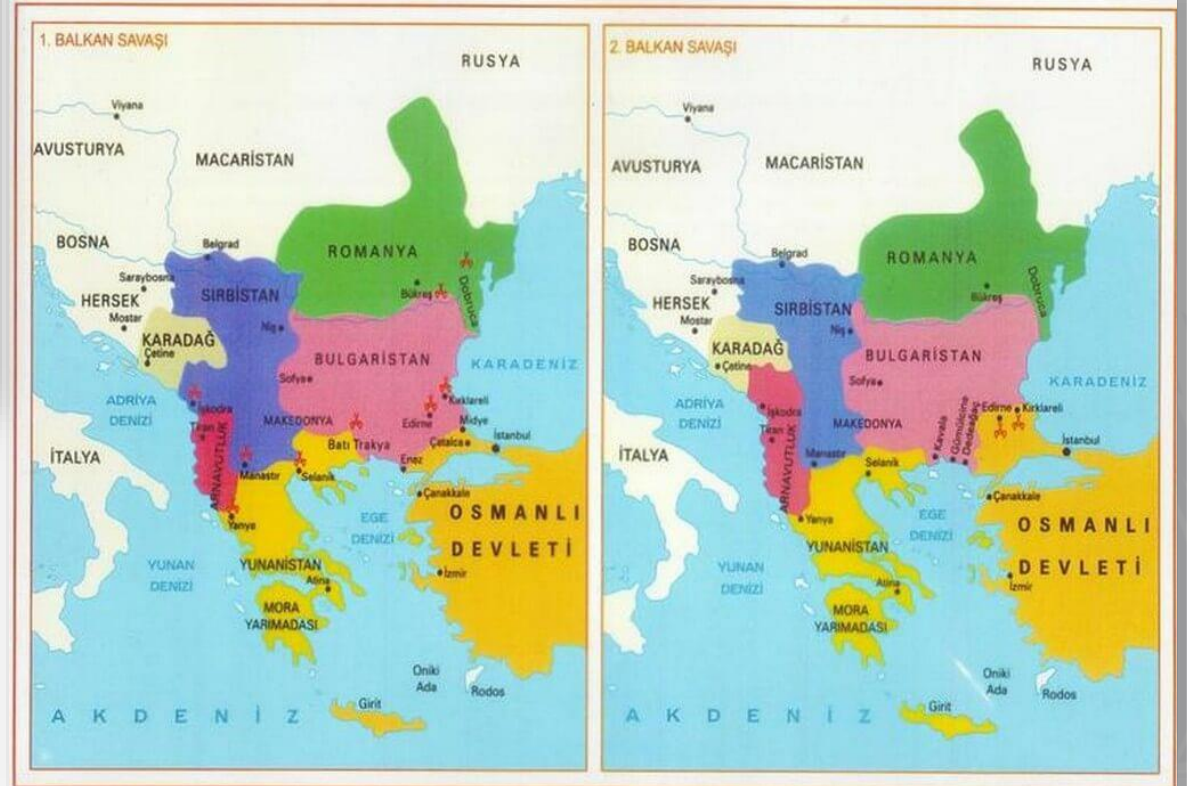 1. BALKAN SAVAŞI
RUSYA
Viyana
AVUSTURYA
MACARİSTAN
BOSNA
Belgrad
ROMANYA
Saraybosna
HERSEK
SIRBİSTAN
Bükreş
Dobruca
Mostar
KARADAĞ
Niş
Çetine
BULGARİSTAN
KARADENİZ
Sofya
ADRİYA
DENİZİ
İşkodra
Kırklareli
MAKEDONYA
Edirne
Midye
Tiran
Batı Trakya
Çatalca
İstanbul
İTALYA
ARNAVUTLUK
Manastır
Selanik
Enez
Çanakkale
Yanya
EGE
DENİZİ
OSMANLI
DEVLETİ
YUNAN
DENİZİ
YUNANİSTAN
İzmir
Atina
MORA
YARIMADASI
Oniki
Ada
Rodos
Girit
AKDENİZ
2. BALKAN SAVAŞI
RUSYA
Viyana
AVUSTURYA
MACARİSTAN
BOSNA
Belgrad
ROMANYA
Saraybosna
HERSEK
SIRBİSTAN
Bükreş
Dobruca
Mostar
Niş
KARADAĞ
Çetine
BULGARİSTAN
KARADENİZ
Sofya
ADRİYA
DENİZİ
İşkodra
Kavala
Gümülcine
Dedeağaç
Edirne
Kırklareli
Tiran
MAKEDONYA
İstanbul
İTALYA
ARNAVUTLUK
Manastır
Selanik
Çanakkale
Yanya
EGE
DENİZİ
OSMANLI
DEVLETİ
YUNANİSTAN
YUNAN
DENİZİ
Atina
İzmir
MORA
YARIMADASI
Oniki
Ada
Rodos
Girit
AKDENİZ